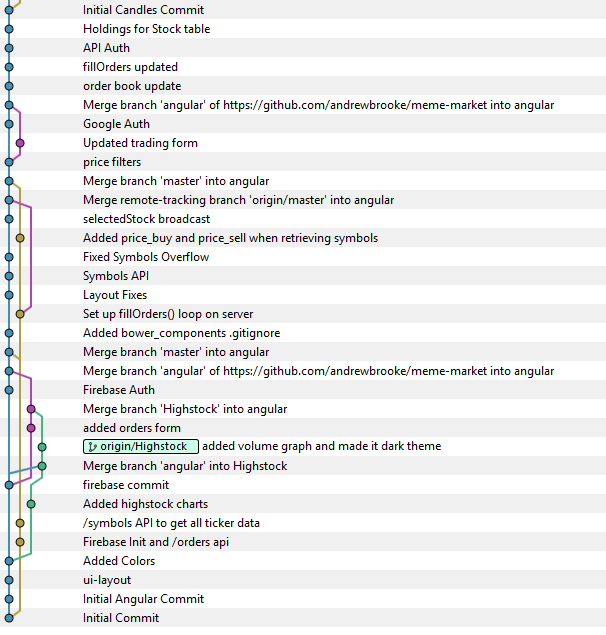 Initial Candles Commit
Holdings for Stock table
API Auth
fillOrders updated
order book update
Merge branch 'angular' of https://github.com/andrewbrooke/meme-market into angular
Google Auth
Updated trading form
price filters
Merge branch 'master' into angular
Merge remote-tracking branch 'origin/master' into angular
selectedStock broadcast
Added price_buy and price_sell when retrieving symbols
Fixed Symbols Overflow
Symbols API
Layout Fixes
Set up fillOrders() loop on server
Added bower_components .gitignore
Merge branch 'master' into angular
Merge branch 'angular' of https://github.com/andrewbrooke/meme-market into angular
Firebase Auth
Merge branch 'Highstock' into angular
added orders form
origin/Highstock added volume graph and made it dark theme
Merge branch 'angular' into Highstock
firebase commit
Added highstock charts
/symbols API to get all ticker data
Firebase Init and /orders api
Added Colors
ui-layout
Initial Angular Commit
Initial Commit